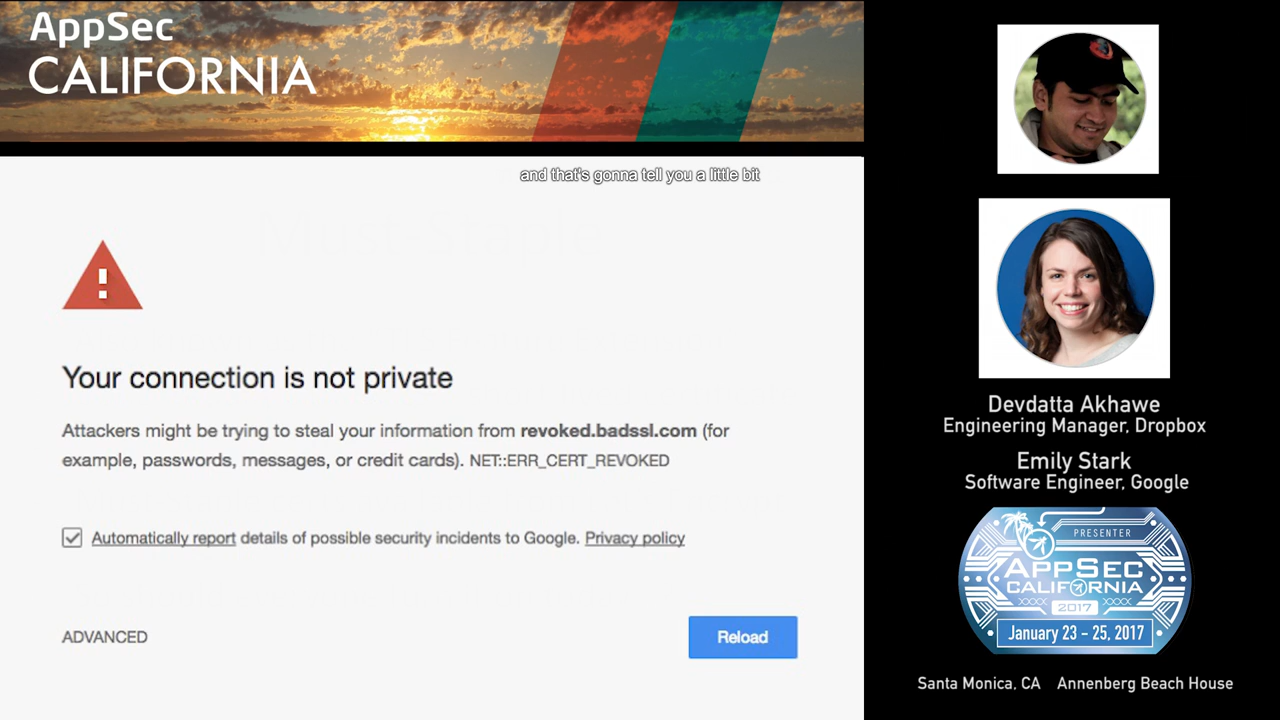 AppSec
CALIFORNIA
and that's gonna tell you a little bit
Your connection is not private
Attackers might be trying to steal your information from revoked.badssl.com (for
example, passwords, messages, or credit cards). NET::ERR_CERT_REVOKED
Automatically report details of possible security incidents to Google. Privacy policy
ADVANCED
Reload
Devdatta Akhawe
Engineering Manager, Dropbox
Emily Stark
Software Engineer, Google
PRESENTER
APPSEC
CALIFORNIA
2017
January 23 - 25, 2017
Santa Monica, CA Annenberg Beach House